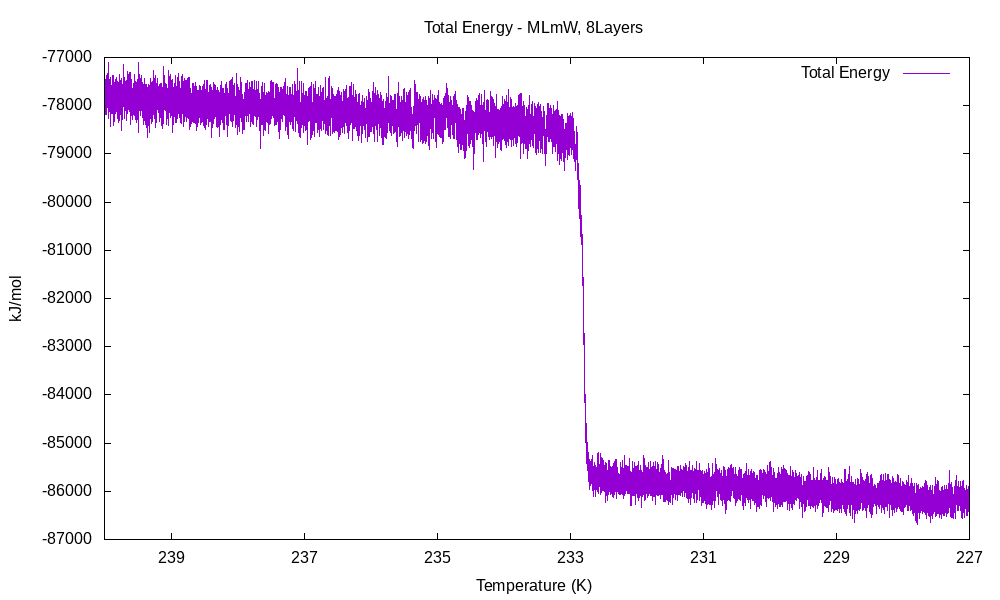 Total Energy - MLmW, 8Layers
Total Energy
-77000
-78000
-79000
-80000
-81000
-82000
-83000
-84000
-85000
-86000
-87000
kJ/mol
239 237 235 233 231 229 227
Temperature (K)